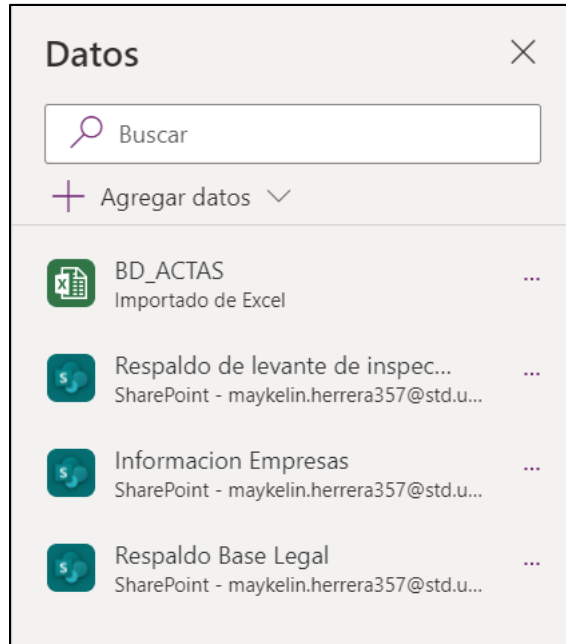 Datos
Buscar
Agregar datos
BD_ACTAS
Importado de Excel
Respaldo de levante de inspec...
SharePoint - maykelin.herrera357@std.u...
Informacion Empresas
SharePoint - maykelin.herrera357@std.u...
Respaldo Base Legal
SharePoint - maykelin.herrera357@std.u...